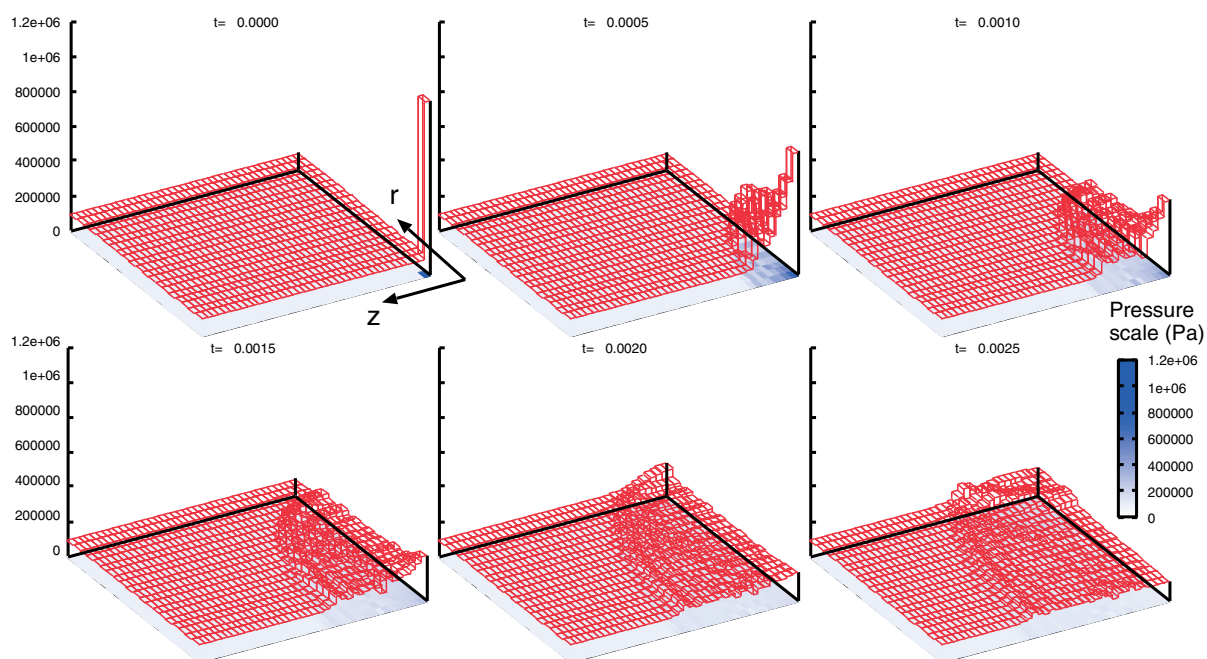 t= 0.0000
t= 0.0005
t= 0.0010
1.2e+06
1e+06
800000
600000
400000
200000
0
r
z
Pressure
scale (Pa)
t= 0.0015
t= 0.0020
t= 0.0025
1.2e+06
1e+06
800000
600000
400000
200000
0
1.2e+06
1e+06
800000
600000
400000
200000
0